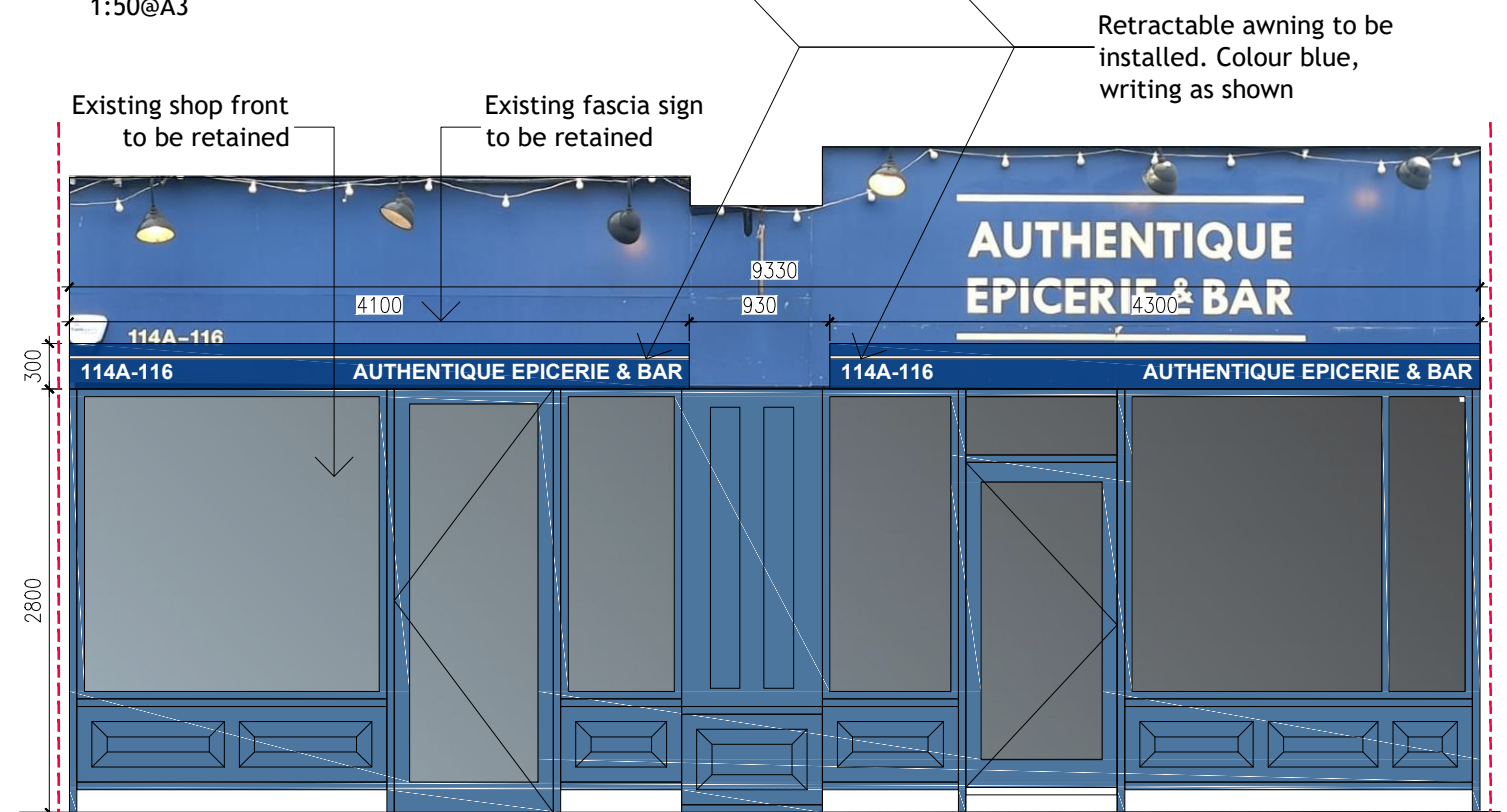 1:50@A3
Retractable awning to be
installed. Colour blue,
writing as shown
Existing shop front
to be retained
Existing fascia sign
to be retained
AUTHENTIQUE
EPICERIE & BAR
9330
4100
930
4300
114A-116
300
114A-116
AUTHENTIQUE EPICERIE & BAR
114A-116
AUTHENTIQUE EPICERIE & BAR
2800